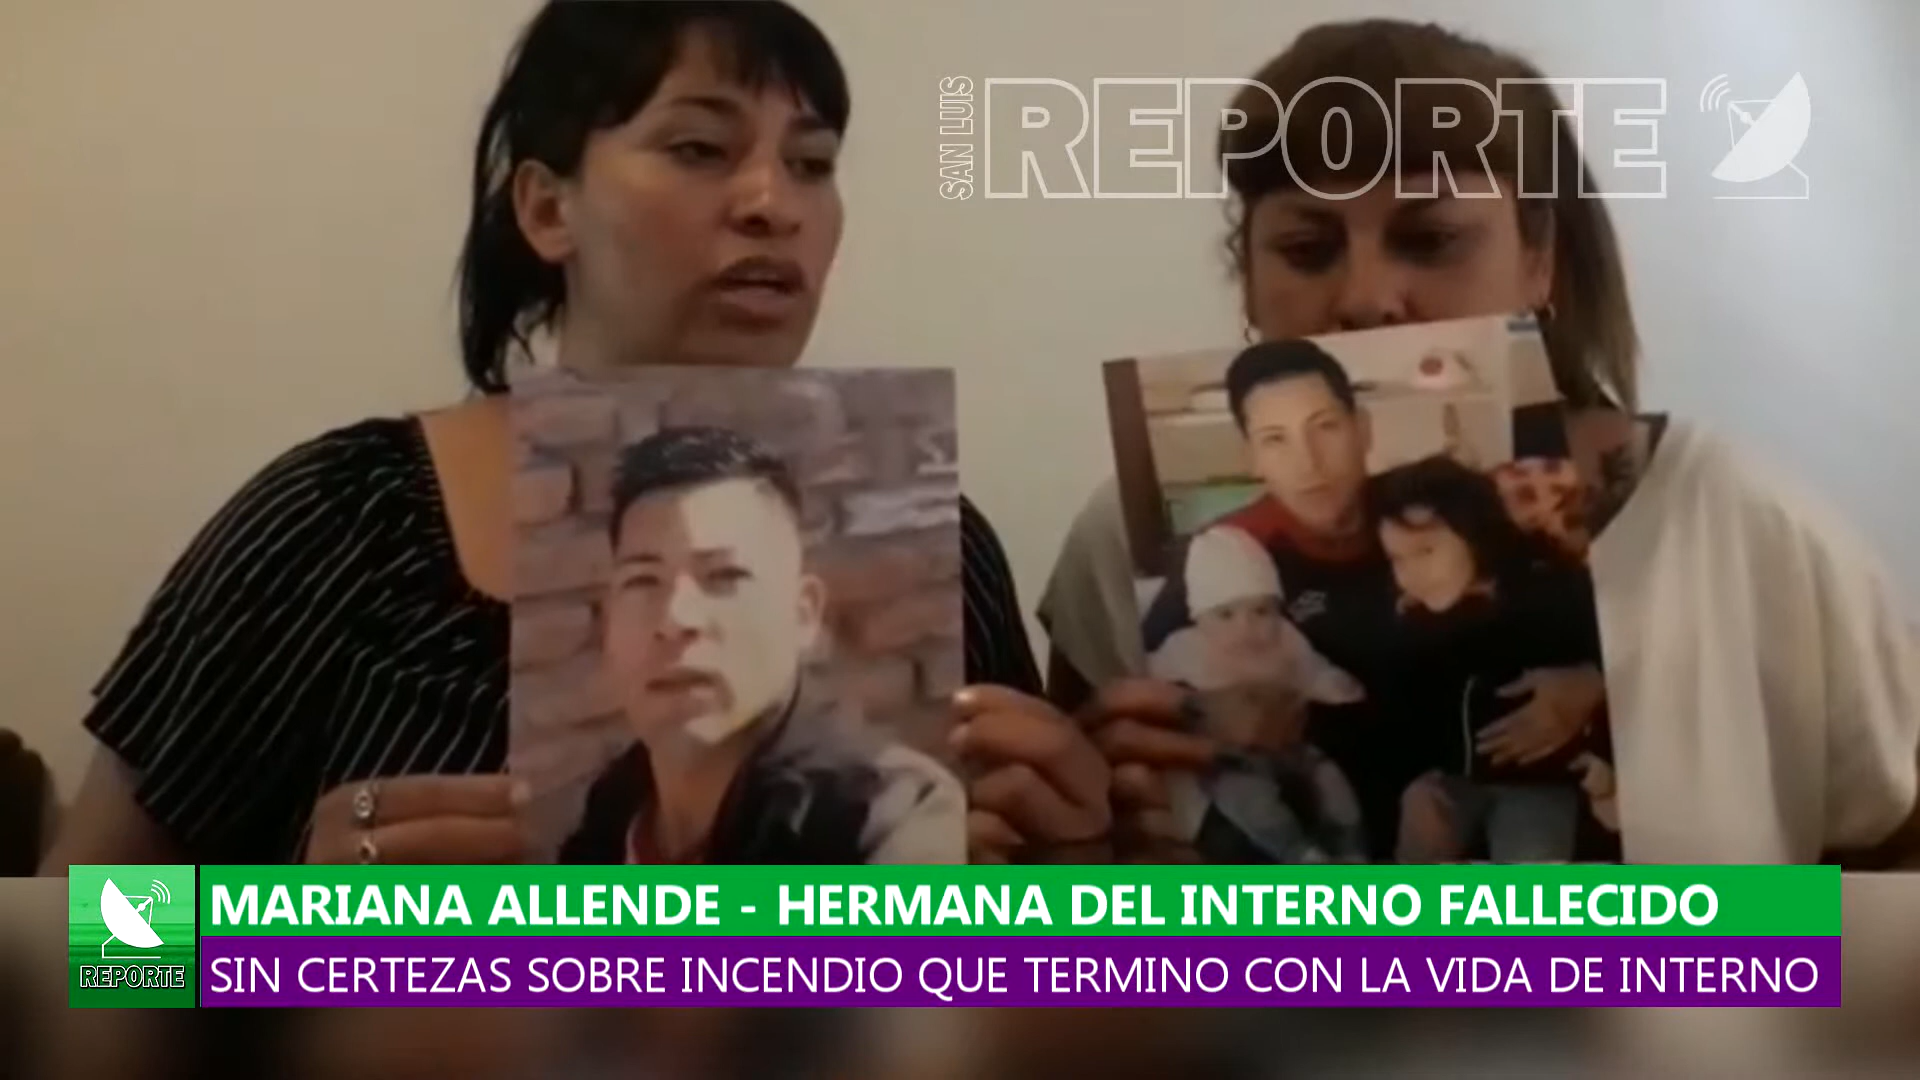 SAN LUIS
REPORTE
MARIANA ALLENDE - HERMANA DEL INTERNO FALLECIDO
SIN CERTEZAS SOBRE INCENDIO QUE TERMINO CON LA VIDA DE INTERNO
REPORTE